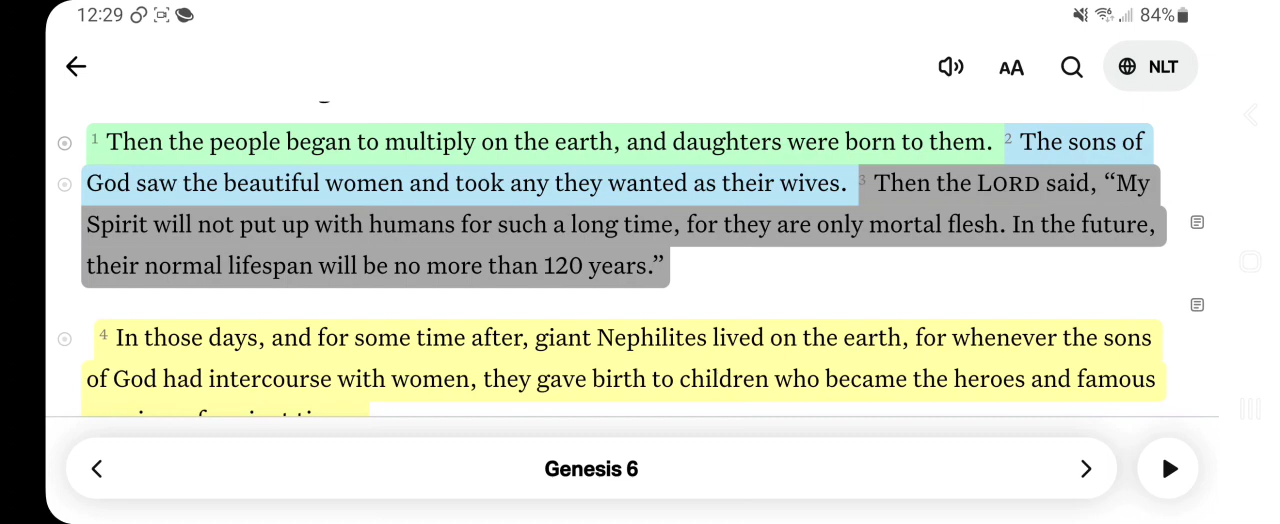 12:29
84%
AA
NLT
1 Then the people began to multiply on the earth, and daughters were born to them. 2 The sons of
God saw the beautiful women and took any they wanted as their wives. 3 Then the LORD said, “My
Spirit will not put up with humans for such a long time, for they are only mortal flesh. In the future,
their normal lifespan will be no more than 120 years.”
4 In those days, and for some time after, giant Nephilites lived on the earth, for whenever the sons
of God had intercourse with women, they gave birth to children who became the heroes and famous
Genesis 6